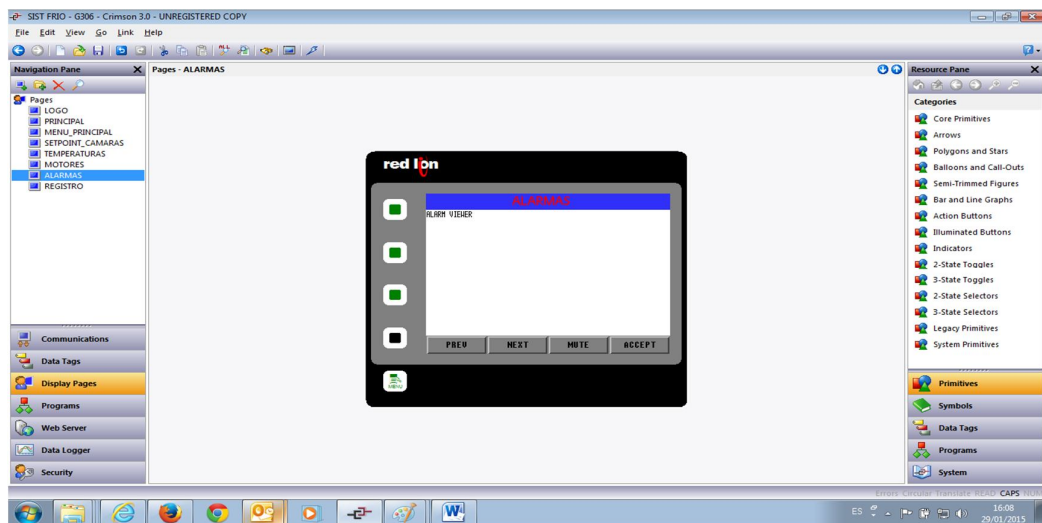 SIST FRIO - G306 - Crimson 3.0 - UNREGISTERED COPY
File Edit View Go Link Help
ALL
Navigation Pane
Pages
LOGO
PRINCIPAL
MENU_PRINCIPAL
SETPOINT_CAMARAS
TEMPERATURAS
MOTORES
ALARMAS
REGISTRO
Communications
Data Tags
Display Pages
Programs
Web Server
Data Logger
Security
Pages - ALARMAS
red lion
ALARMAS
ALARM VIEWER
PREV NEXT MUTE ACCEPT
MENU
Resource Pane
Categories
Core Primitives
Arrows
Polygons and Stars
Balloons and Call-Outs
Semi-Trimmed Figures
Bar and Line Graphs
Action Buttons
Illuminated Buttons
Indicators
2-State Toggles
3-State Toggles
2-State Selectors
3-State Selectors
Legacy Primitives
System Primitives
Primitives
Symbols
Data Tags
Programs
System
Errors Circular Translate READ CAPS NUM
ES
16:08
29/01/2015